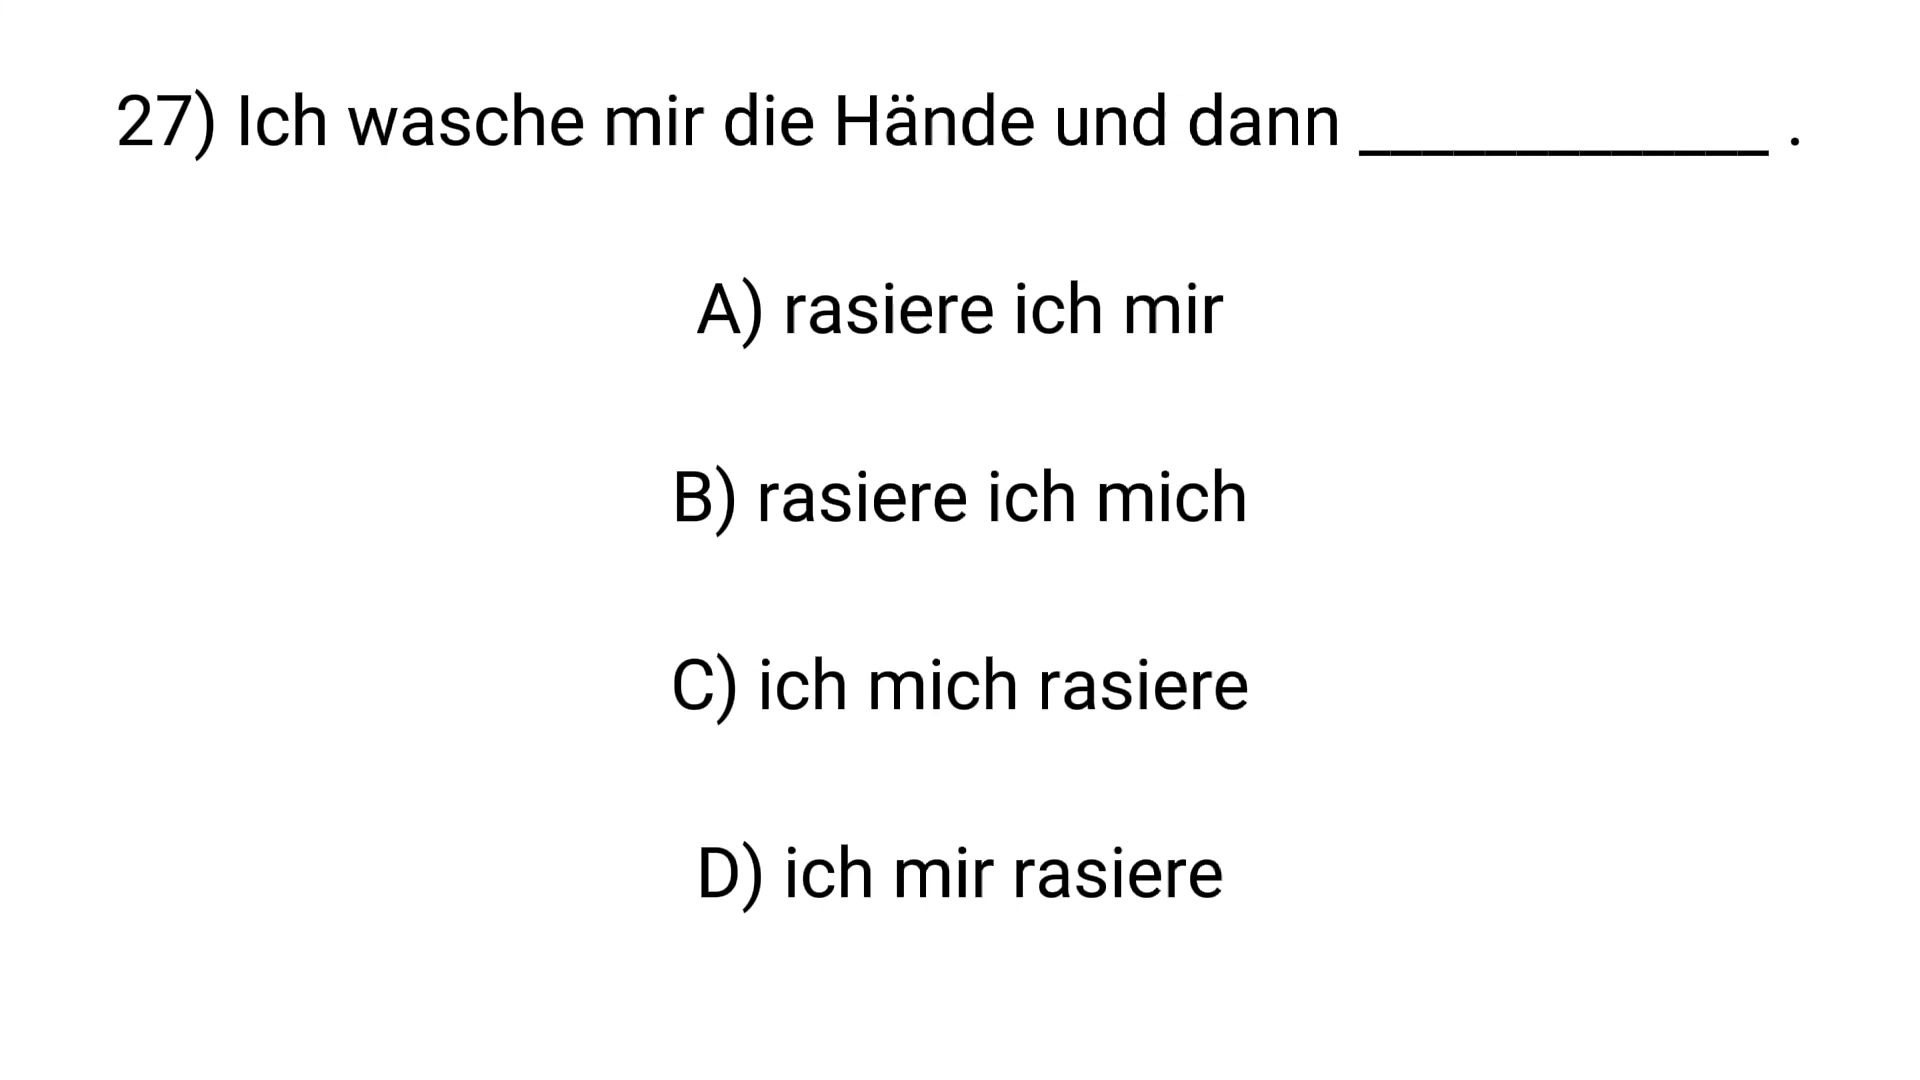 27) Ich wasche mir die Hände und dann _____________ .
A) rasiere ich mir
B) rasiere ich mich
C) ich mich rasiere
D) ich mir rasiere